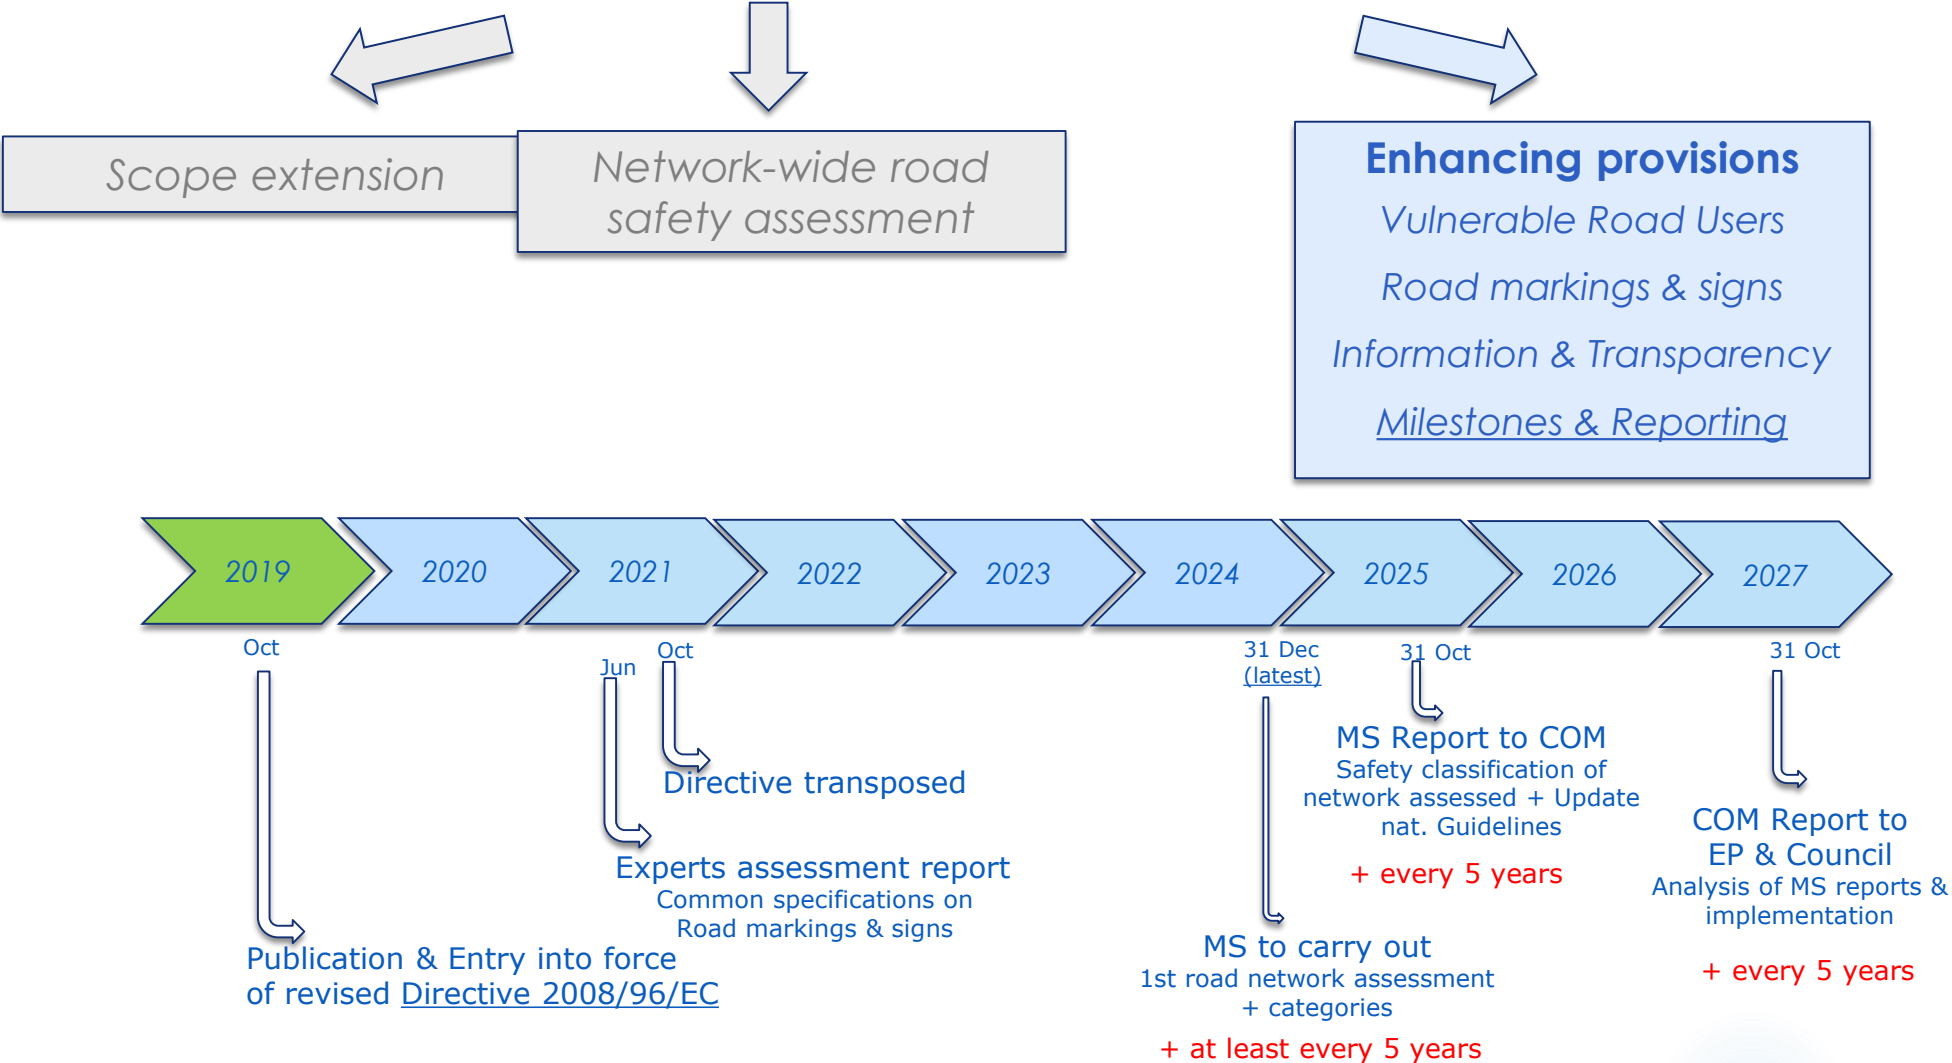 Scope extension
Network-wide road
safety assessment
Enhancing provisions
Vulnerable Road Users
Road markings & signs
Information & Transparency
Milestones & Reporting
2019
2020
2021
2022
2023
2024
2025
2026
2027
Oct
Publication & Entry into force
of revised Directive 2008/96/EC
Jun
Experts assessment report
Common specifications on
Road markings & signs
Oct
Directive transposed
31 Dec
(latest)
MS to carry out
1st road network assessment
+ categories
+ at least every 5 years
31 Oct
MS Report to COM
Safety classification of
network assessed + Update
nat. Guidelines
+ every 5 years
31 Oct
COM Report to
EP & Council
Analysis of MS reports &
implementation
+ every 5 years